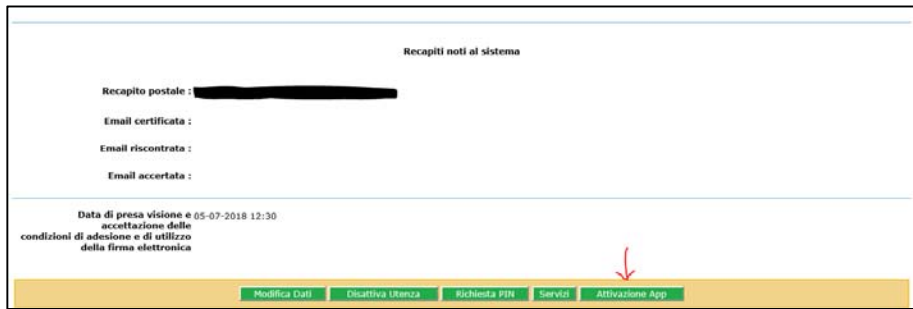 Recapiti noti al sistema
Recapito postale :
Email certificata :
Email riscontrata :
Email accertata :
Data di presa visione e 05-07-2018 12:30
accettazione delle
condizioni di adesione e di utilizzo
della firma elettronica
Modifica Dati Disattiva Utenza Richiesta PIN Servizi Attivazione App